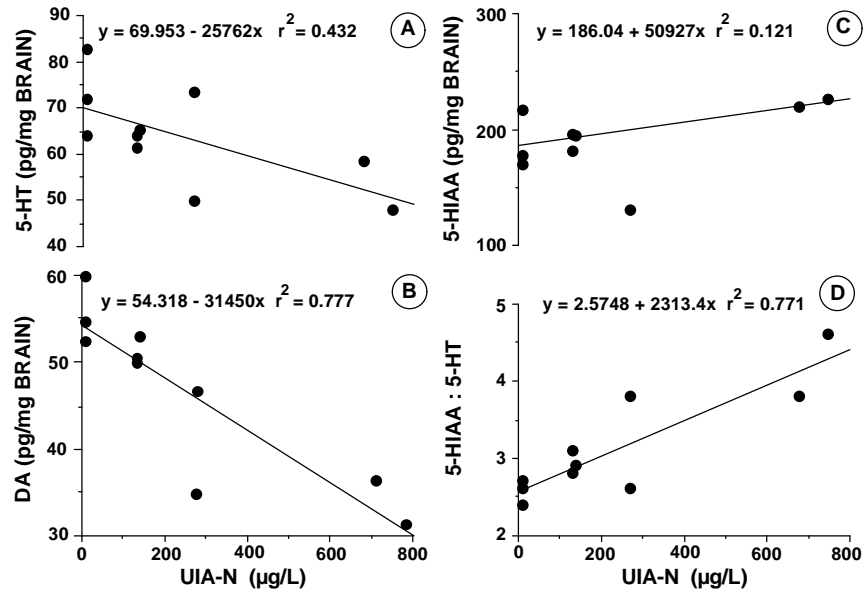 y = 69.953 - 25762x r² = 0.432
A
90
80
70
60
50
40
5-HT (pg/mg BRAIN)
y = 186.04 + 50927x r² = 0.121
C
300
200
100
5-HIAA (pg/mg BRAIN)
y = 54.318 - 31450x r² = 0.777
B
60
50
40
30
DA (pg/mg BRAIN)
0 200 400 600 800
UIA-N (µg/L)
y = 2.5748 + 2313.4x r² = 0.771
D
5
4
3
2
5-HIAA : 5-HT
0 200 400 600 800
UIA-N (µg/L)